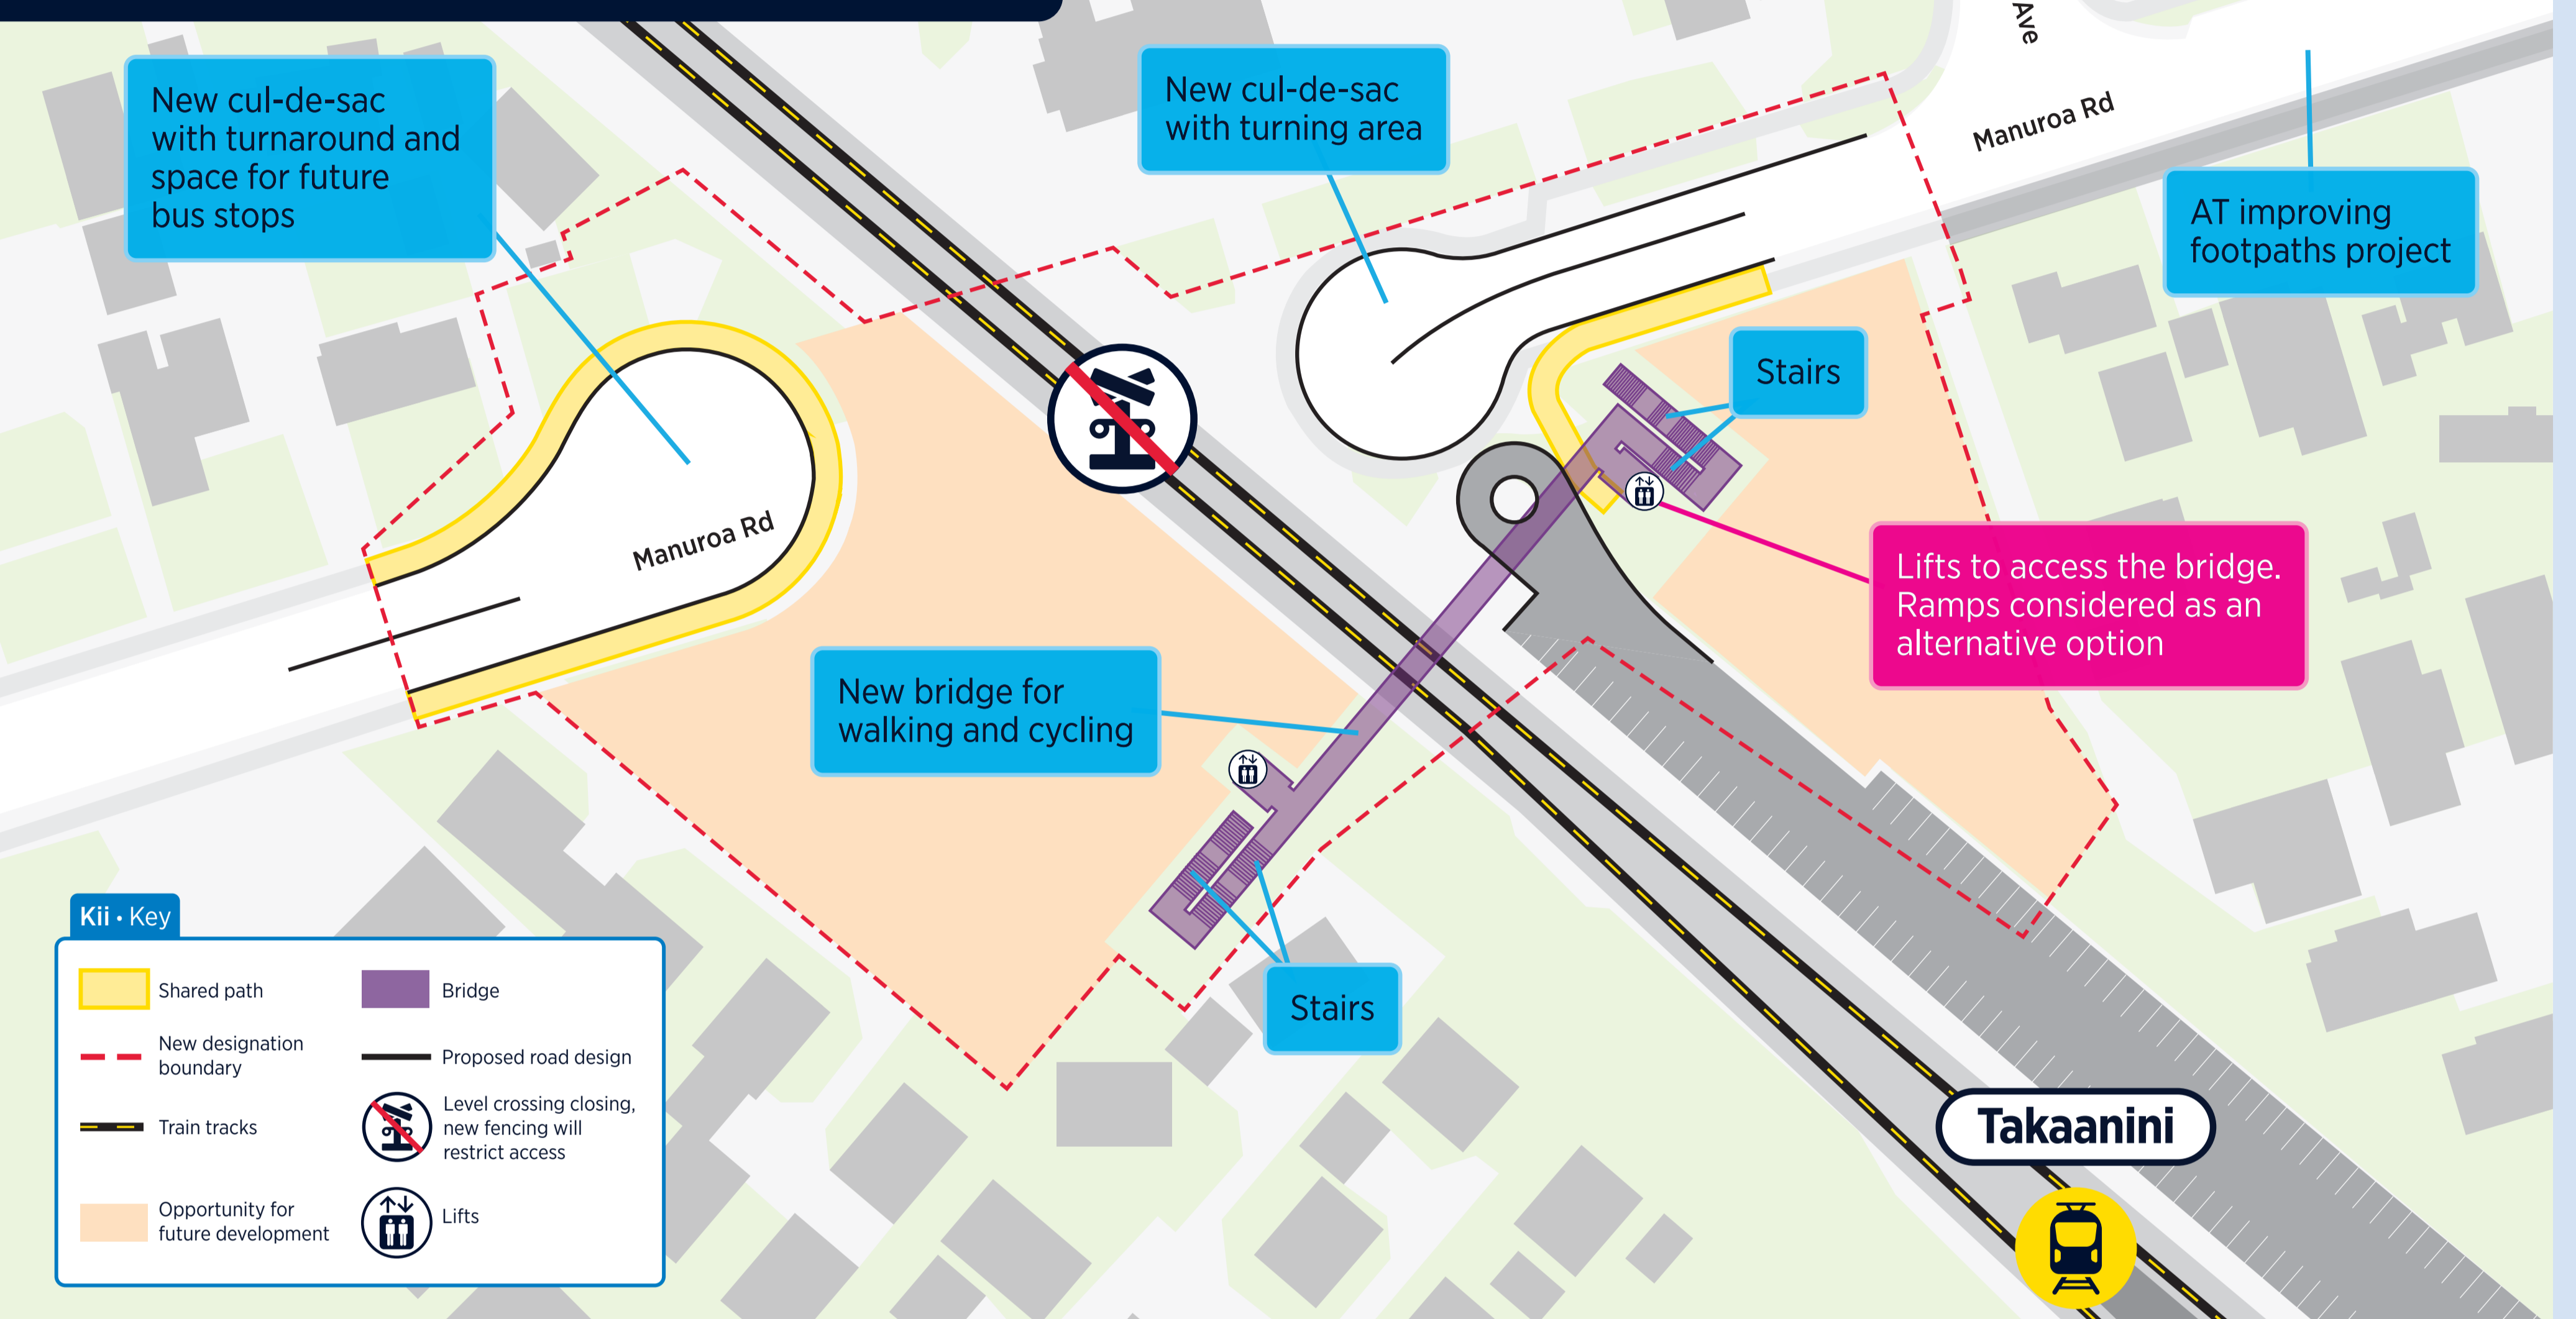 New cul-de-sac
with turnaround and
space for future
bus stops
New cul-de-sac
with turning area
Ave
Manuroa Rd
AT improving
footpaths project
Stairs
Manuroa Rd
Lifts to access the bridge.
Ramps considered as an
alternative option
New bridge for
walking and cycling
Stairs
Takaanini
Kii • Key
Shared path
New designation
boundary
Train tracks
Opportunity for
future development
Bridge
Proposed road design
Level crossing closing,
new fencing will
restrict access
Lifts